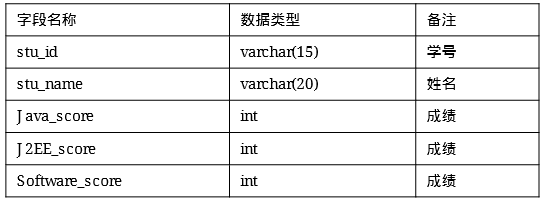 字段名称 数据类型 备注
stu_id varchar(15) 学号
stu_name varchar(20) 姓名
Java_score int 成绩
J2EE_score int 成绩
Software_score int 成绩